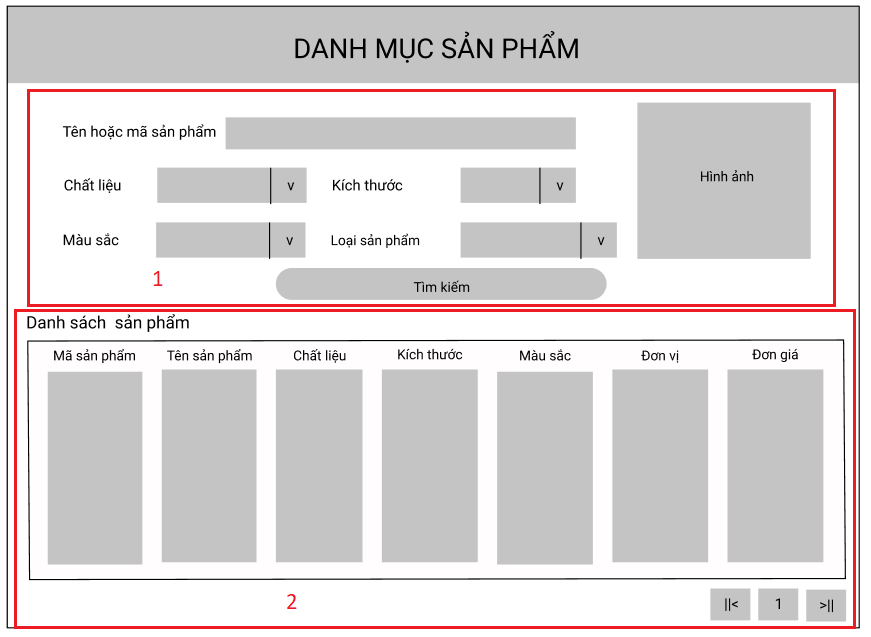 DANH MỤC SẢN PHẨM
Tên hoặc mã sản phẩm
Hình ảnh
Chất liệu v Kích thước v
Màu sắc v Loại sản phẩm v
1
Tìm kiếm
Danh sách sản phẩm
Mã sản phẩm Tên sản phẩm Chất liệu Kích thước Màu sắc Đơn vị Đơn giá
2
||< 1 >||